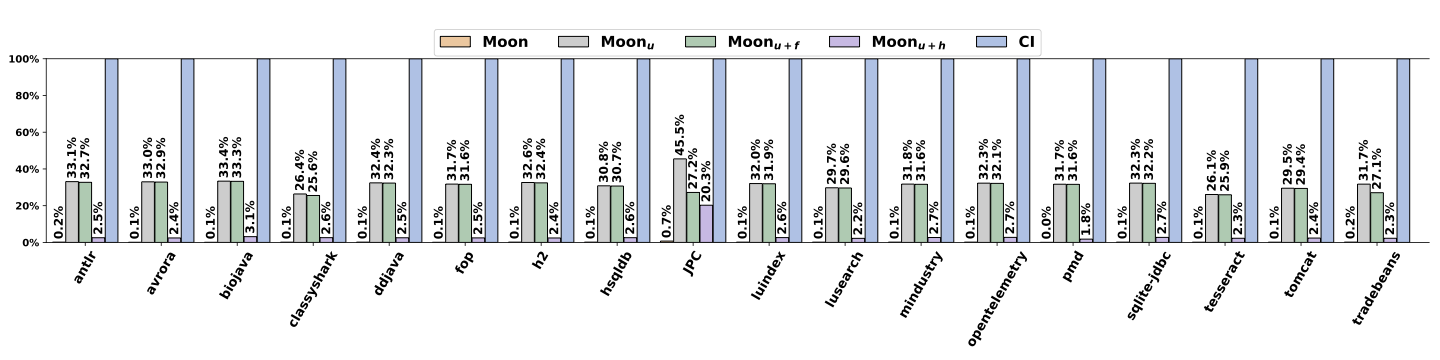 Moon Moon_u Moon_{u+f} Moon_{u+h} CI
100%
80%
60%
40%
20%
0%
0.2% 33.1% 32.7% 2.5%
0.1% 33.0% 32.9% 2.4%
0.1% 33.4% 33.3% 3.1%
0.1% 26.4% 25.6% 2.6%
0.1% 32.4% 32.3% 2.5%
0.1% 31.7% 31.6% 2.5%
0.1% 32.6% 32.4% 2.4%
0.1% 30.8% 30.7% 2.6%
0.7% 45.5% 27.2% 20.3%
0.1% 32.0% 31.9% 2.6%
0.1% 29.7% 29.6% 2.2%
0.1% 31.8% 31.6% 2.7%
0.1% 32.3% 32.1% 2.7%
0.0% 31.7% 31.6% 1.8%
0.1% 32.3% 32.2% 2.7%
0.1% 26.1% 25.9% 2.3%
0.1% 29.5% 29.4% 2.4%
0.2% 31.7% 27.1% 2.3%
antlr
avrora
biojava
classyshark
ddjava
fop
h2
hsqldb
JPC
luindex
lusearch
mindustry
opentelemetry
pmd
sqlite-jdbc
tesseract
tomcat
tradebeans